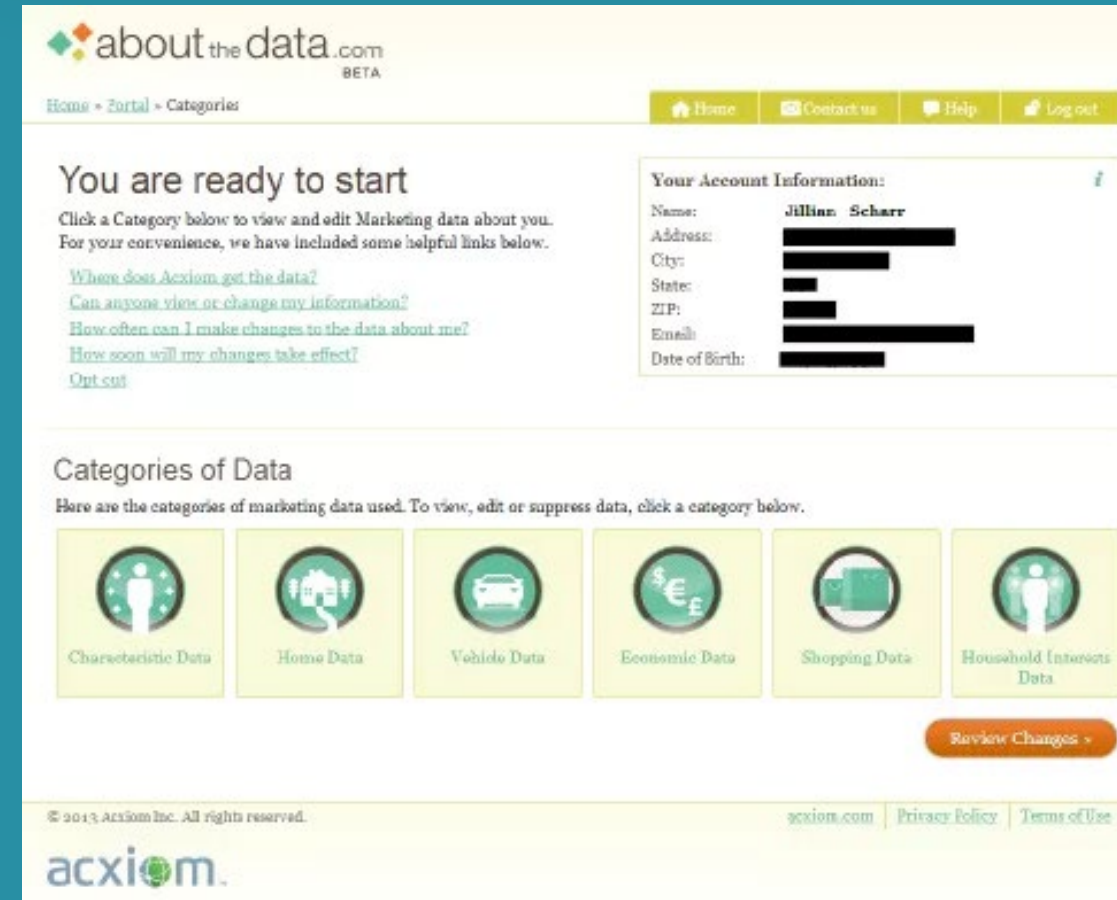 about the data.com
BETA
Home » Portal » Categories
Home Contact us Help Log out
You are ready to start
Click a Category below to view and edit Marketing data about you.
For your convenience, we have included some helpful links below.
Where does Acxiom get the data?
Can anyone view or change my information?
How often can I make changes to the data about me?
How soon will my changes take effect?
Opt out
Your Account Information: i
Name: Jillian Scharr
Address:
City:
State:
ZIP:
Email:
Date of Birth:
Categories of Data
Here are the categories of marketing data used. To view, edit or suppress data, click a category below.
$ € £
Characteristic Data Home Data Vehicle Data Economic Data Shopping Data Household Interests
Data
Review Changes »
© 2013 Acxiom Inc. All rights reserved.
acxiom.com Privacy Policy Terms of Use
acxiom.